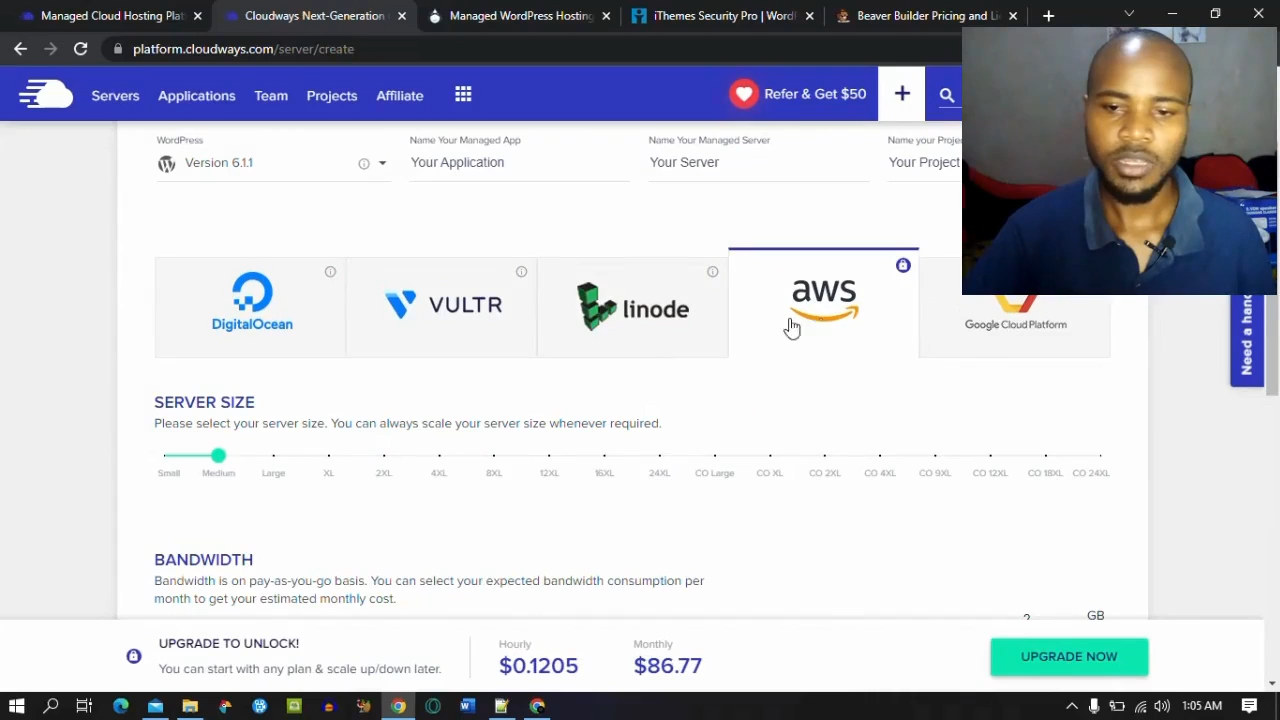 Managed Cloud Hosting Plat
Cloudways Next-Generation
Managed WordPress Hosting
iThemes Security Pro | Word
Beaver Builder Pricing and Li
platform.cloudways.com/server/create
Servers
Applications
Team
Projects
Affiliate
Refer & Get $50
WordPress
Version 6.1.1
Name Your Managed App
Your Application
Name Your Managed Server
Your Server
Name your Proje
Your Project
DigitalOcean
VULTR
linode
aws
Google Cloud Platform
Need a hand
SERVER SIZE
Please select your server size. You can always scale your server size whenever required.
Small Medium Large XL 2XL 4XL 8XL 12XL 16XL 24XL CO Large CO XL CO 2XL CO 4XL CO 9XL CO 12XL CO 18XL CO 24XL
BANDWIDTH
Bandwidth is on pay-as-you-go basis. You can select your expected bandwidth consumption per
month to get your estimated monthly cost.
2 GB
UPGRADE TO UNLOCK!
You can start with any plan & scale up/down later.
Hourly
$0.1205
Monthly
$86.77
UPGRADE NOW
1:05 AM